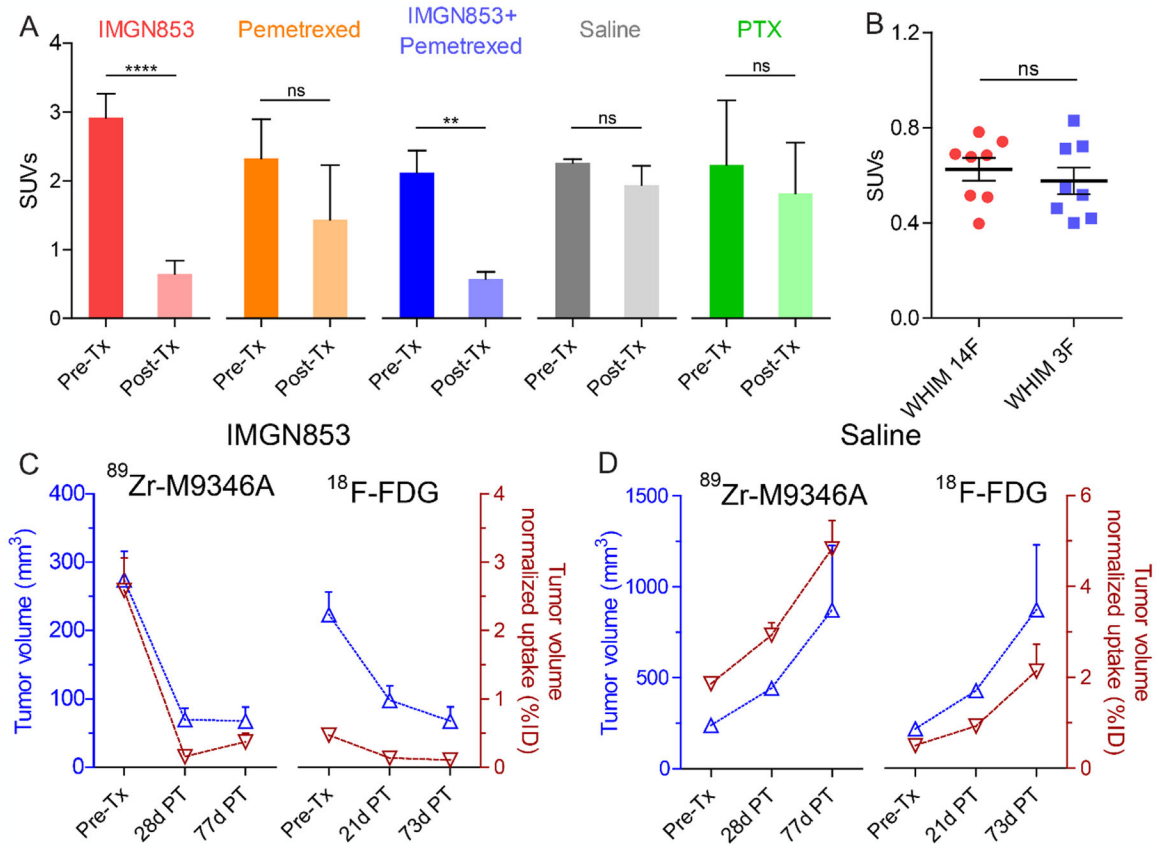 A
IMGN853
Pemetrexed
IMGN853+
Pemetrexed
Saline
PTX
SUVs
4
3
2
1
0
****
ns
**
ns
ns
Pre-Tx
Post-Tx
Pre-Tx
Post-Tx
Pre-Tx
Post-Tx
Pre-Tx
Post-Tx
Pre-Tx
Post-Tx
B
SUVs
1.2
0.8
0.4
0.0
ns
WHIM 14F
WHIM 3F
IMGN853
C
⁸⁹Zr-M9346A
¹⁸F-FDG
Tumor volume (mm³)
400
300
200
100
0
4
3
2
1
0
Tumor volume
normalized uptake (%ID)
Pre-Tx
28d PT
77d PT
Pre-Tx
21d PT
73d PT
Saline
D
⁸⁹Zr-M9346A
¹⁸F-FDG
Tumor volume (mm³)
1500
1000
500
0
6
4
2
0
Tumor volume
normalized uptake (%ID)
Pre-Tx
28d PT
77d PT
Pre-Tx
21d PT
73d PT